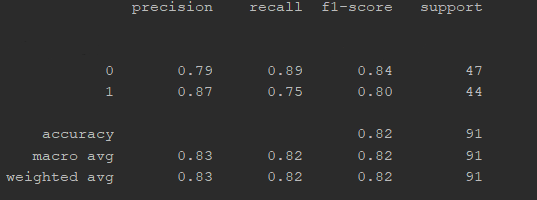 precision recall f1-score support
0 0.79 0.89 0.84 47
1 0.87 0.75 0.80 44
accuracy 0.82 91
macro avg 0.83 0.82 0.82 91
weighted avg 0.83 0.82 0.82 91